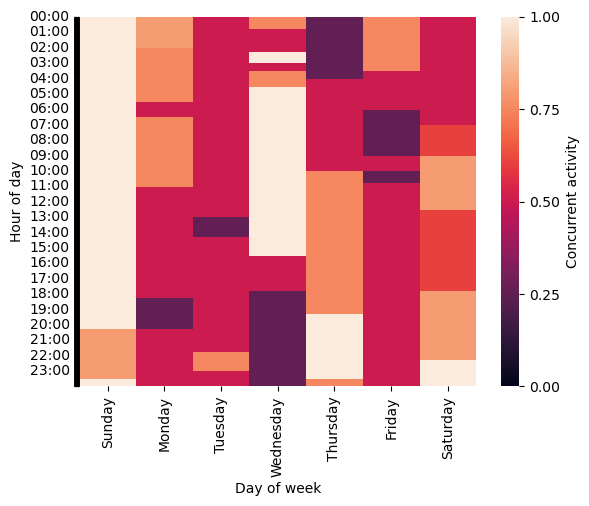 00:00
01:00
02:00
03:00
04:00
05:00
06:00
07:00
08:00
09:00
10:00
11:00
12:00
13:00
14:00
15:00
16:00
17:00
18:00
19:00
20:00
21:00
22:00
23:00
Hour of day
Sunday
Monday
Tuesday
Wednesday
Thursday
Friday
Saturday
Day of week
1.00
0.75
0.50
0.25
0.00
Concurrent activity